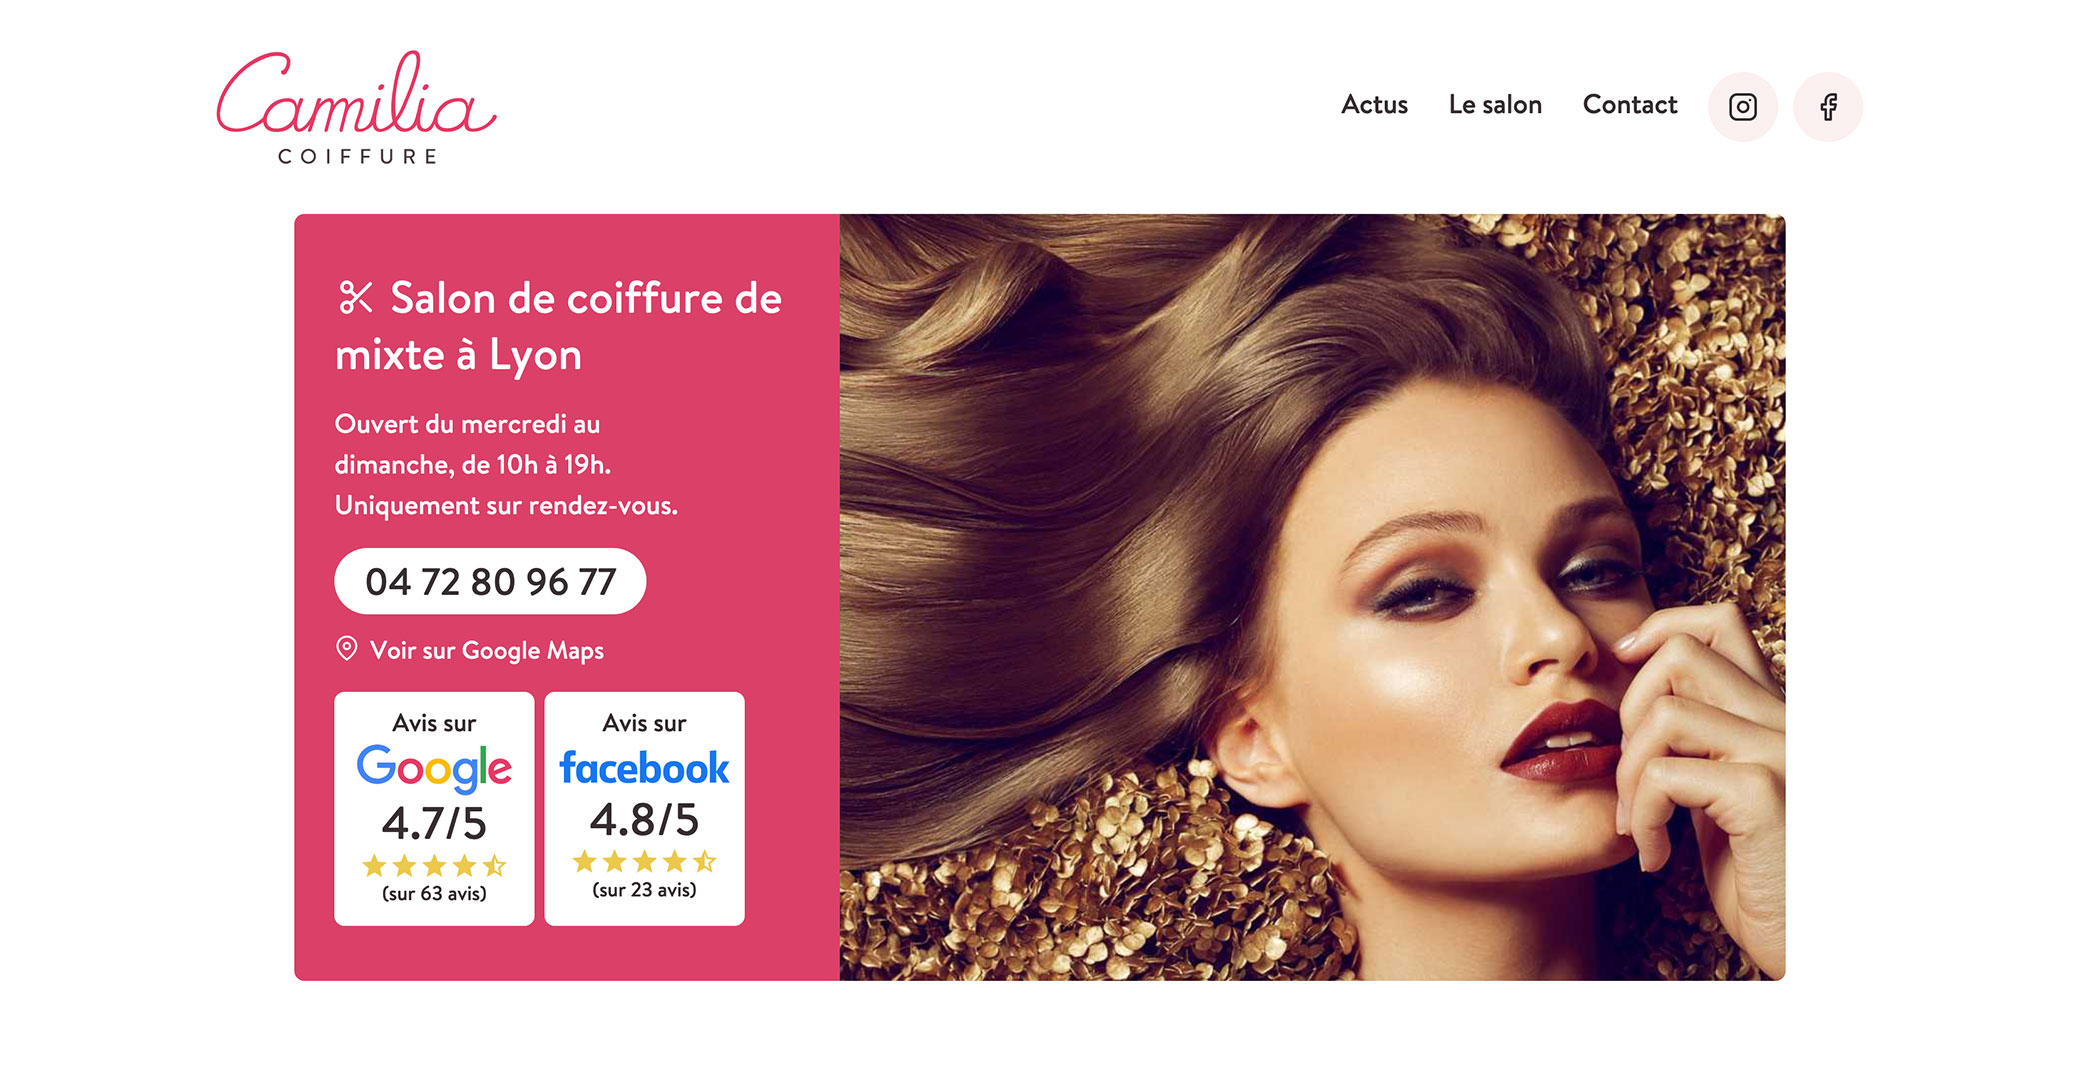 Camilia
COIFFURE
Actus
Le salon
Contact
Salon de coiffure de
mixte à Lyon
Ouvert du mercredi au
dimanche, de 10h à 19h.
Uniquement sur rendez-vous.
04 72 80 96 77
Voir sur Google Maps
Avis sur
Google
4.7/5
(sur 63 avis)
Avis sur
facebook
4.8/5
(sur 23 avis)